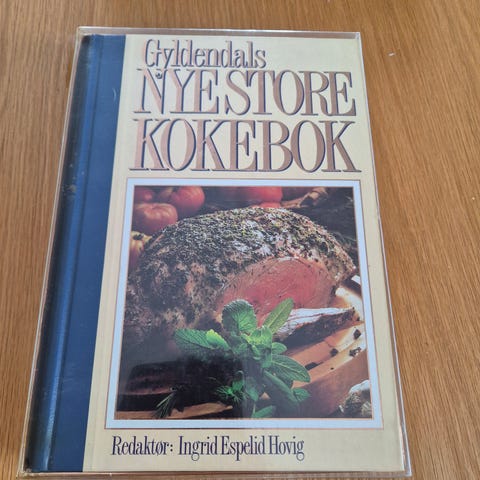 Gyldendals
NYE STORE
KOKEBOK
Redaktør: Ingrid Espelid Hovig